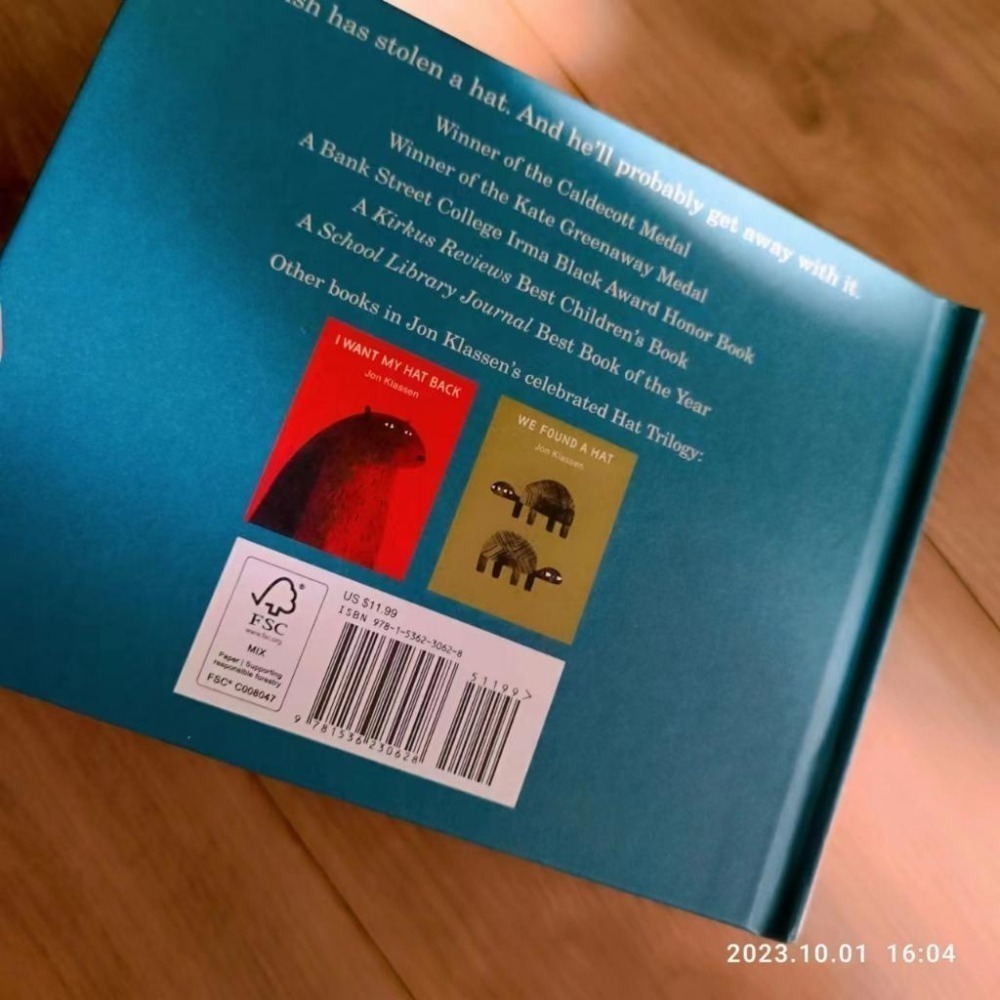 has stolen a hat. And he'll probably get away with it.
Winner of the Caldecott Medal
Winner of the Kate Greenaway Medal
A Bank Street College Irma Black Award Honor Book
A Kirkus Reviews Best Children's Book
A School Library Journal Best Book of the Year
Other books in Jon Klassen's celebrated Hat Trilogy:
I WANT MY HAT BACK
Jon Klassen
WE FOUND A HAT
Jon Klassen
FSC®
www.fsc.org
MIX
Paper | Supporting
responsible forestry
FSC® C008047
US $11.99
ISBN 978-1-5362-3062-8
51199>
9 781536 230628
2023.10.01 16:04